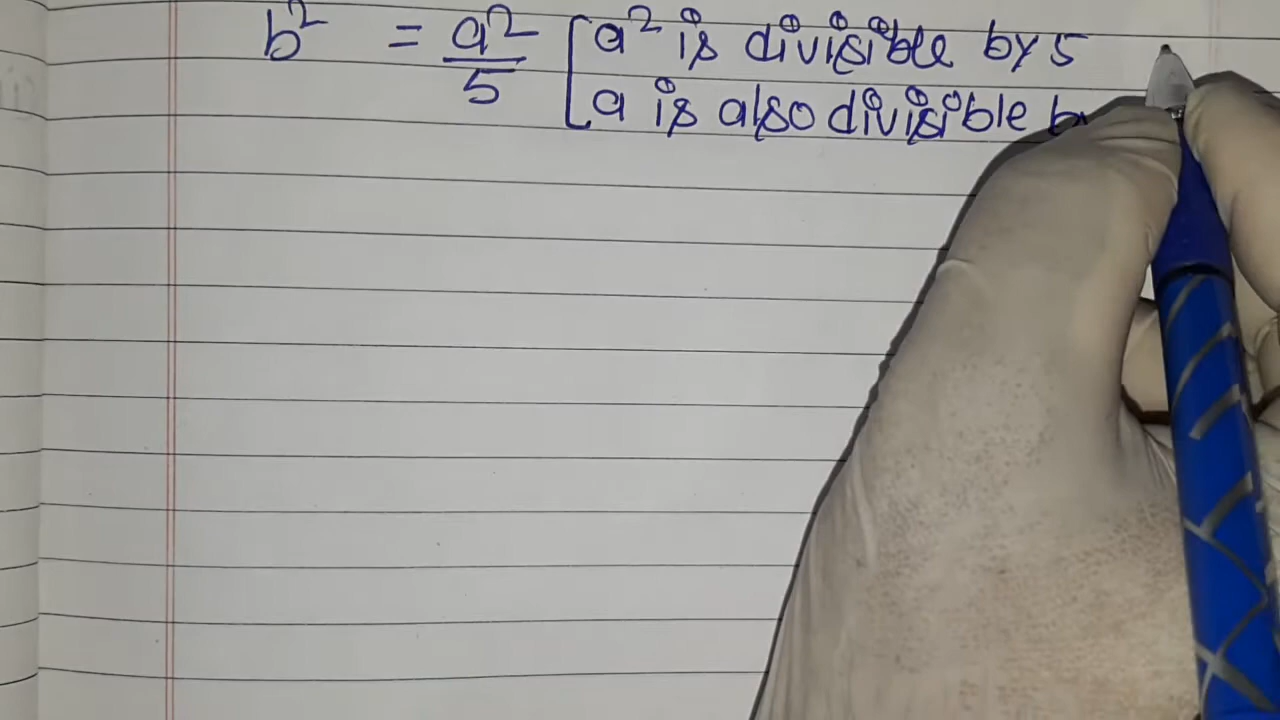 b² = a²/5 [a² is divisible by 5
a is also divisible